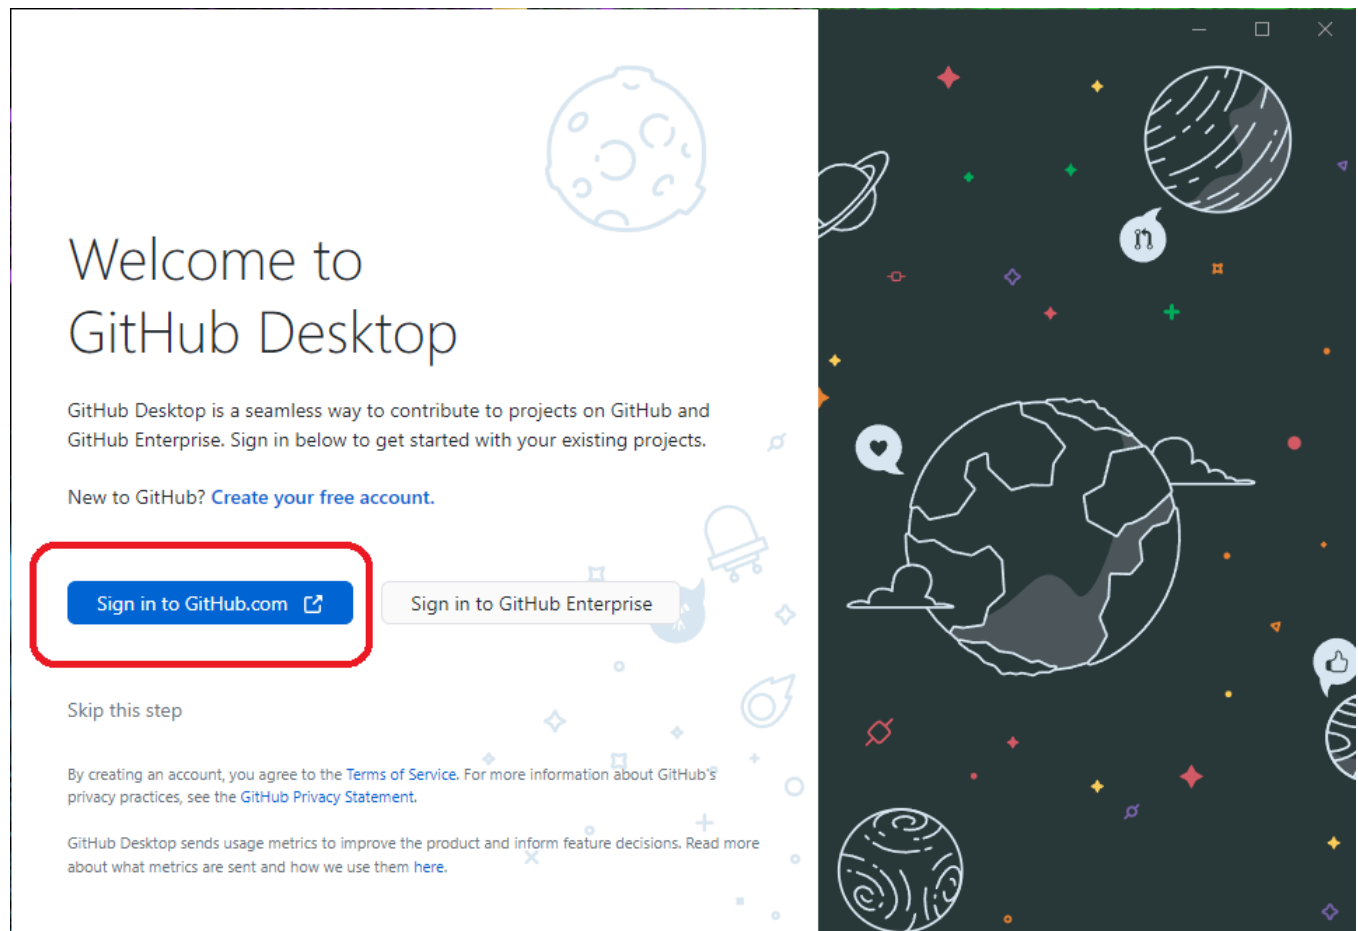 Welcome to
GitHub Desktop
GitHub Desktop is a seamless way to contribute to projects on GitHub and
GitHub Enterprise. Sign in below to get started with your existing projects.
New to GitHub? Create your free account.
Sign in to GitHub.com
Sign in to GitHub Enterprise
Skip this step
By creating an account, you agree to the Terms of Service. For more information about GitHub's
privacy practices, see the GitHub Privacy Statement.
GitHub Desktop sends usage metrics to improve the product and inform feature decisions. Read more
about what metrics are sent and how we use them here.